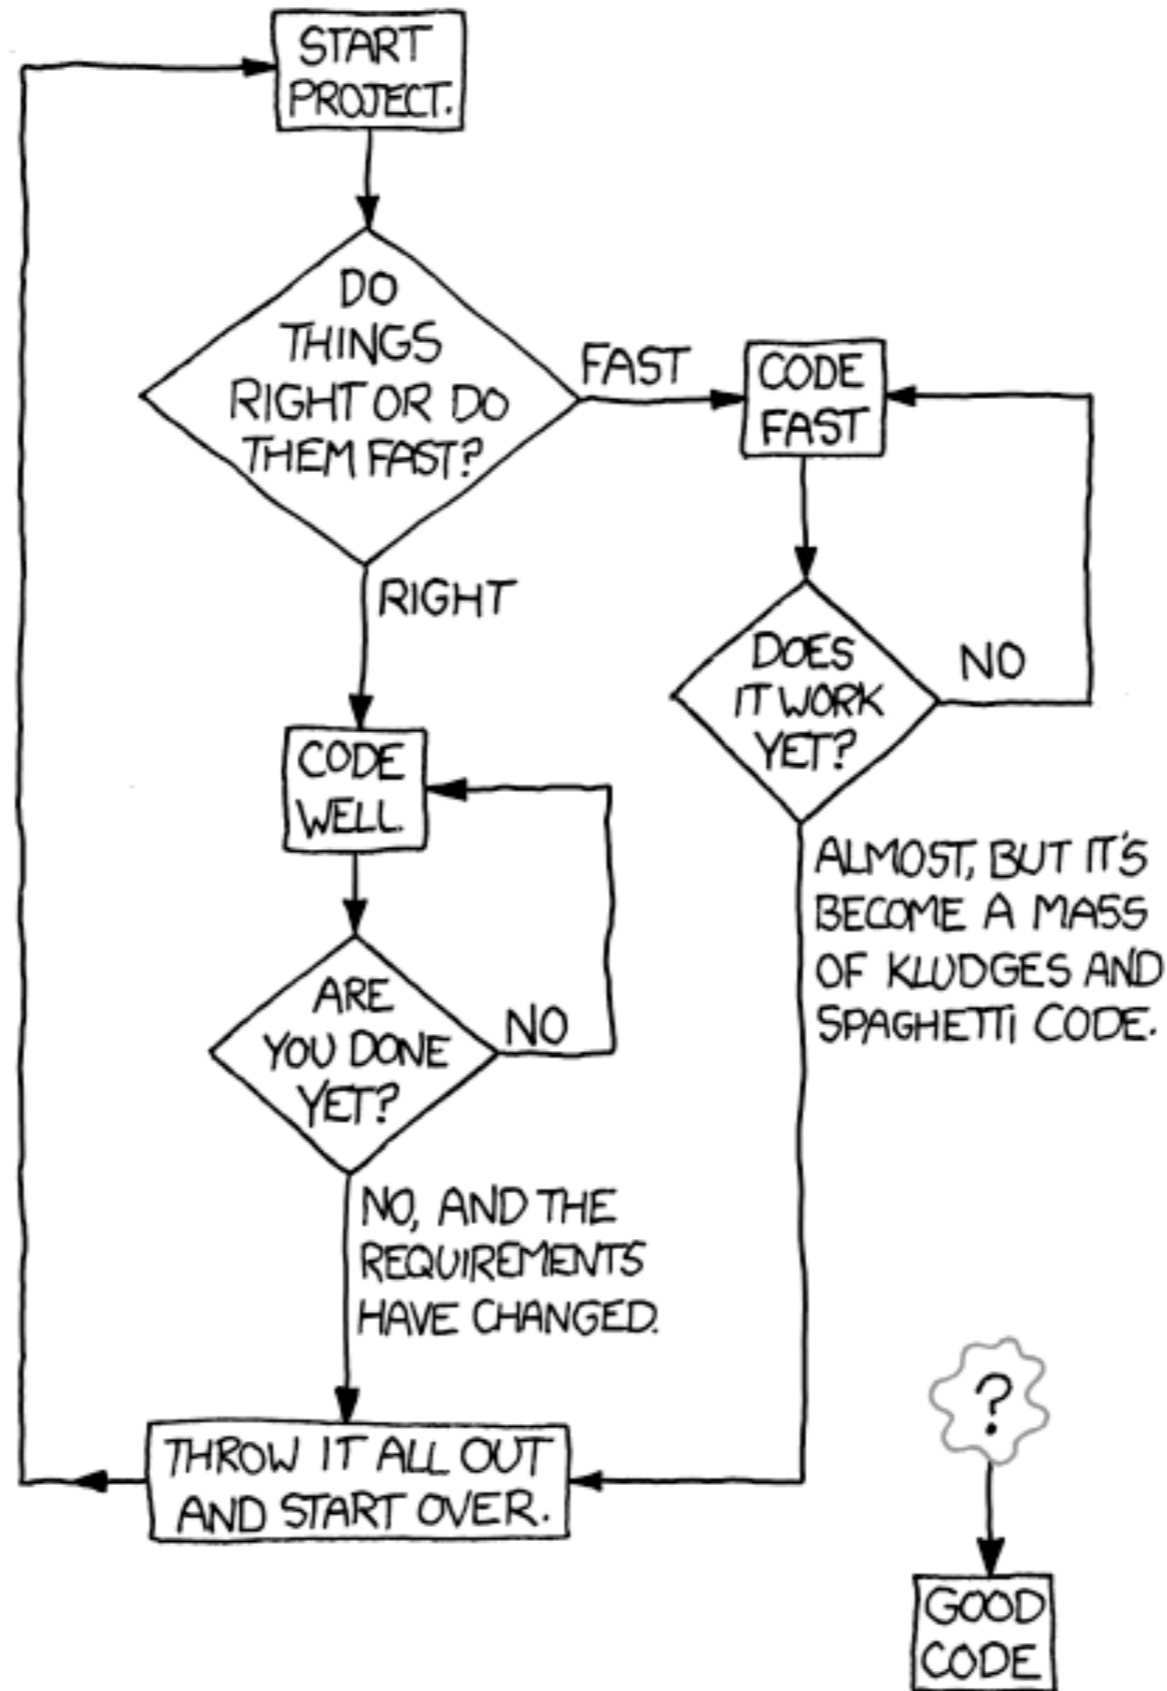 START
PROJECT.
DO
THINGS
RIGHT OR DO
THEM FAST?
FAST
CODE
FAST
RIGHT
DOES
IT WORK
YET?
NO
CODE
WELL.
ALMOST, BUT IT'S
BECOME A MASS
OF KLUDGES AND
SPAGHETTI CODE.
ARE
YOU DONE
YET?
NO
NO, AND THE
REQUIREMENTS
HAVE CHANGED.
THROW IT ALL OUT
AND START OVER.
?
GOOD
CODE